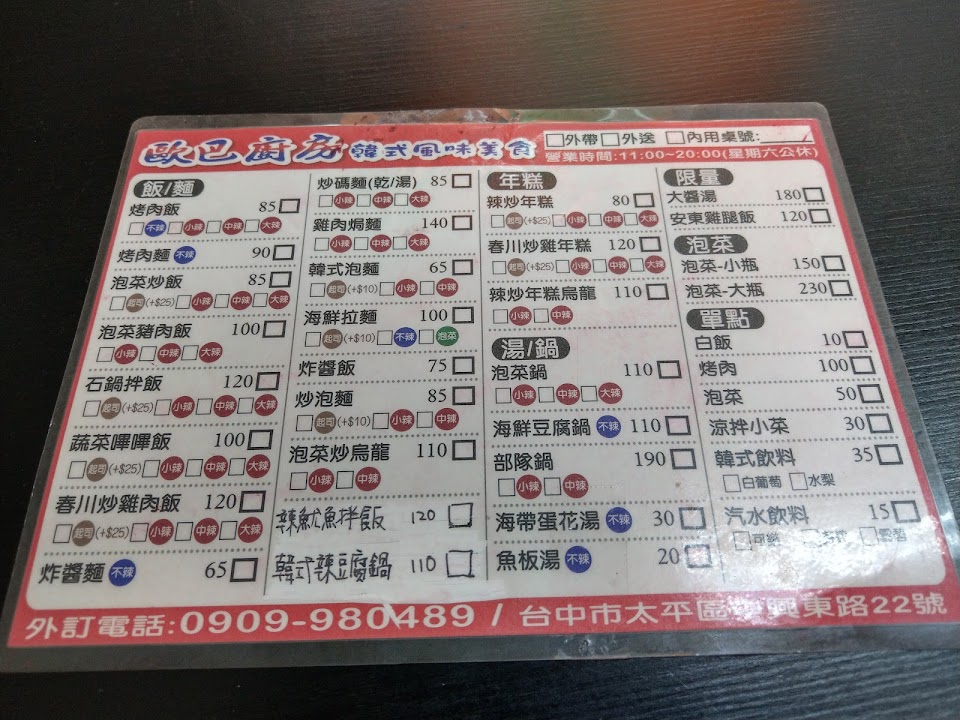 歐巴廚房 韓式風味美食
外帶 外送 內用桌號:
營業時間:11:00~20:00(星期六公休)
飯/麵
烤肉飯 85
不辣 小辣 中辣 大辣
烤肉麵 不辣 90
泡菜炒飯 85
起司(+$25) 小辣 中辣 大辣
泡菜豬肉飯 100
小辣 中辣 大辣
石鍋拌飯 120
起司(+$25) 小辣 中辣 大辣
蔬菜嗶嗶飯 100
起司(+$25) 小辣 中辣 大辣
春川炒雞肉飯 120
起司(+$25) 小辣 中辣 大辣
炸醬麵 不辣 65
炒碼麵(乾/湯) 85
小辣 中辣 大辣
雞肉焗麵 140
小辣 中辣 大辣
韓式泡麵 65
起司(+$10) 小辣 中辣
海鮮拉麵 100
起司(+$10) 不辣 泡菜
炸醬飯 75
炒泡麵 85
起司(+$10) 小辣 中辣
泡菜炒烏龍 110
小辣 中辣
辣魷魚拌飯 120
韓式辣豆腐鍋 110
年糕
辣炒年糕 80
起司(+$25) 小辣 中辣 大辣
春川炒雞年糕 120
起司(+$25) 小辣 中辣 大辣
辣炒年糕烏龍 110
小辣 中辣
湯/鍋
泡菜鍋 110
小辣 中辣 大辣
海鮮豆腐鍋 不辣 110
部隊鍋 190
小辣 中辣
海帶蛋花湯 不辣 30
魚板湯 不辣 20
限量
大醬湯 180
安東雞腿飯 120
泡菜
泡菜-小瓶 150
泡菜-大瓶 230
單點
白飯 10
烤肉 100
泡菜 50
涼拌小菜 30
韓式飲料 35
白葡萄 水梨
汽水飲料 15
可樂 雪碧
外訂電話:0909-980489 / 台中市太平區 興東路22號